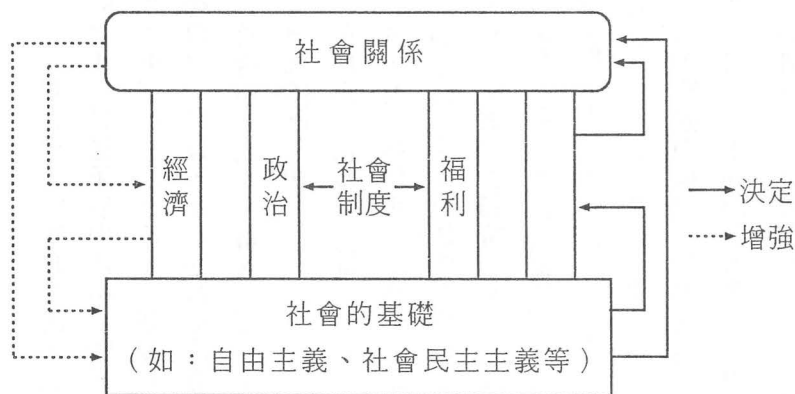 社會關係
經濟
政治
社會
制度
福利
決定
增強
社會的基礎
（如：自由主義、社會民主主義等）